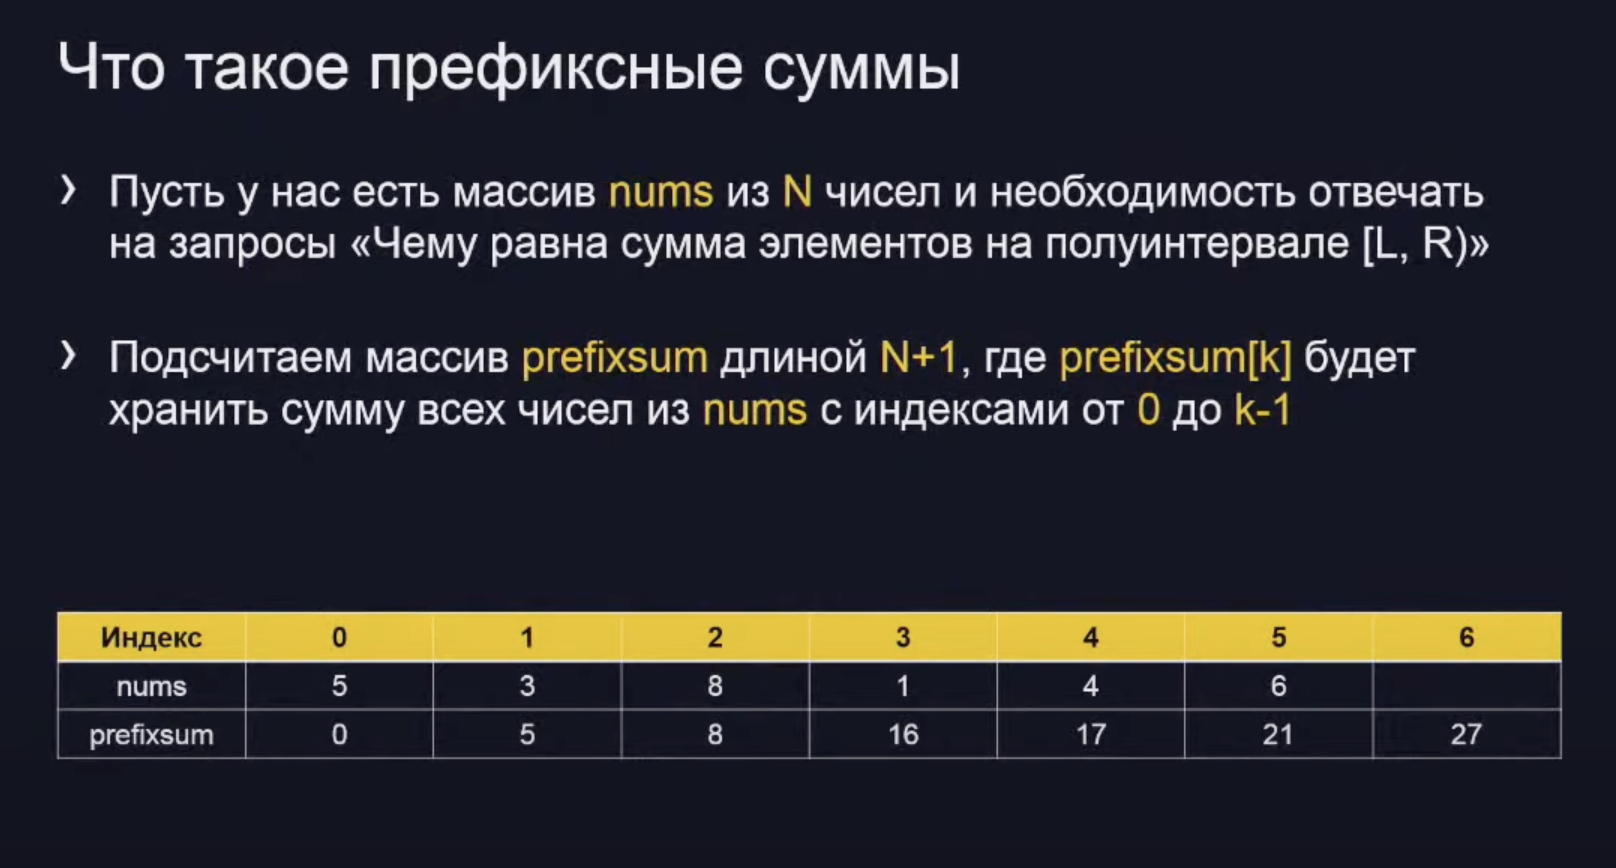 Что такое префиксные суммы
› Пусть у нас есть массив nums из N чисел и необходимость отвечать
на запросы «Чему равна сумма элементов на полуинтервале [L, R)»
› Подсчитаем массив prefixsum длиной N+1, где prefixsum[k] будет
хранить сумму всех чисел из nums с индексами от 0 до k-1
Индекс 0 1 2 3 4 5 6
nums 5 3 8 1 4 6
prefixsum 0 5 8 16 17 21 27